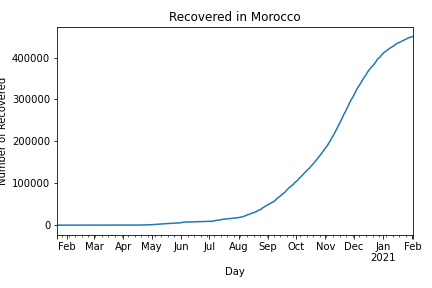 Recovered in Morocco
Number of Recovered
400000
300000
200000
100000
0
Feb Mar Apr May Jun Jul Aug Sep Oct Nov Dec Jan Feb
2021
Day